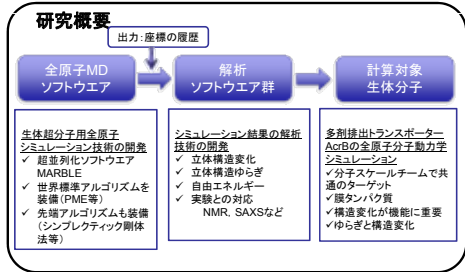 研究概要
出力:座標の履歴
全原子MD
ソフトウエア
解析
ソフトウエア群
計算対象
生体分子
生体超分子用全原子
シミュレーション技術の開発
➢ 超並列化ソフトウエア
MARBLE
➢ 世界標準アルゴリズムを
装備(PME等)
➢ 先端アルゴリズムも装備
(シンプレクティック剛体
法等)
シミュレーション結果の解析
技術の開発
➢ 立体構造変化
➢ 立体構造ゆらぎ
➢ 自由エネルギー
➢ 実験との対応
NMR, SAXSなど
多剤排出トランスポーター
AcrBの全原子分子動力学
シミュレーション
✓分子スケールチームで共
通のターゲット
✓膜タンパク質
✓構造変化が機能に重要
✓ゆらぎと構造変化